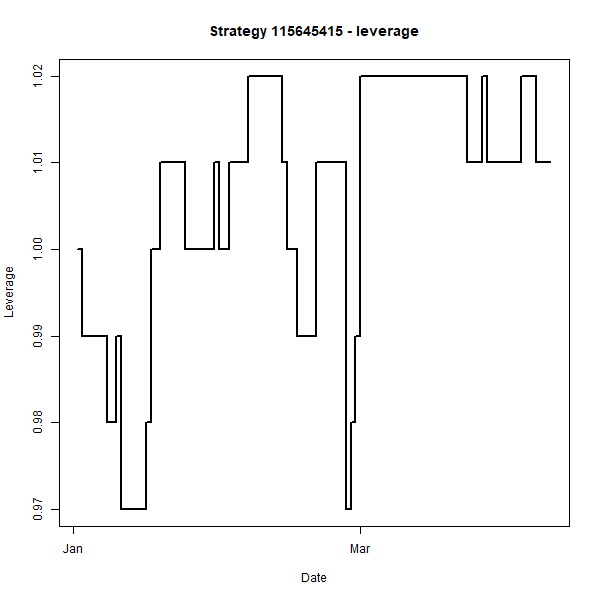 Strategy 115645415 - leverage
Leverage
1.02
1.01
1.00
0.99
0.98
0.97
Jan
Mar
Date